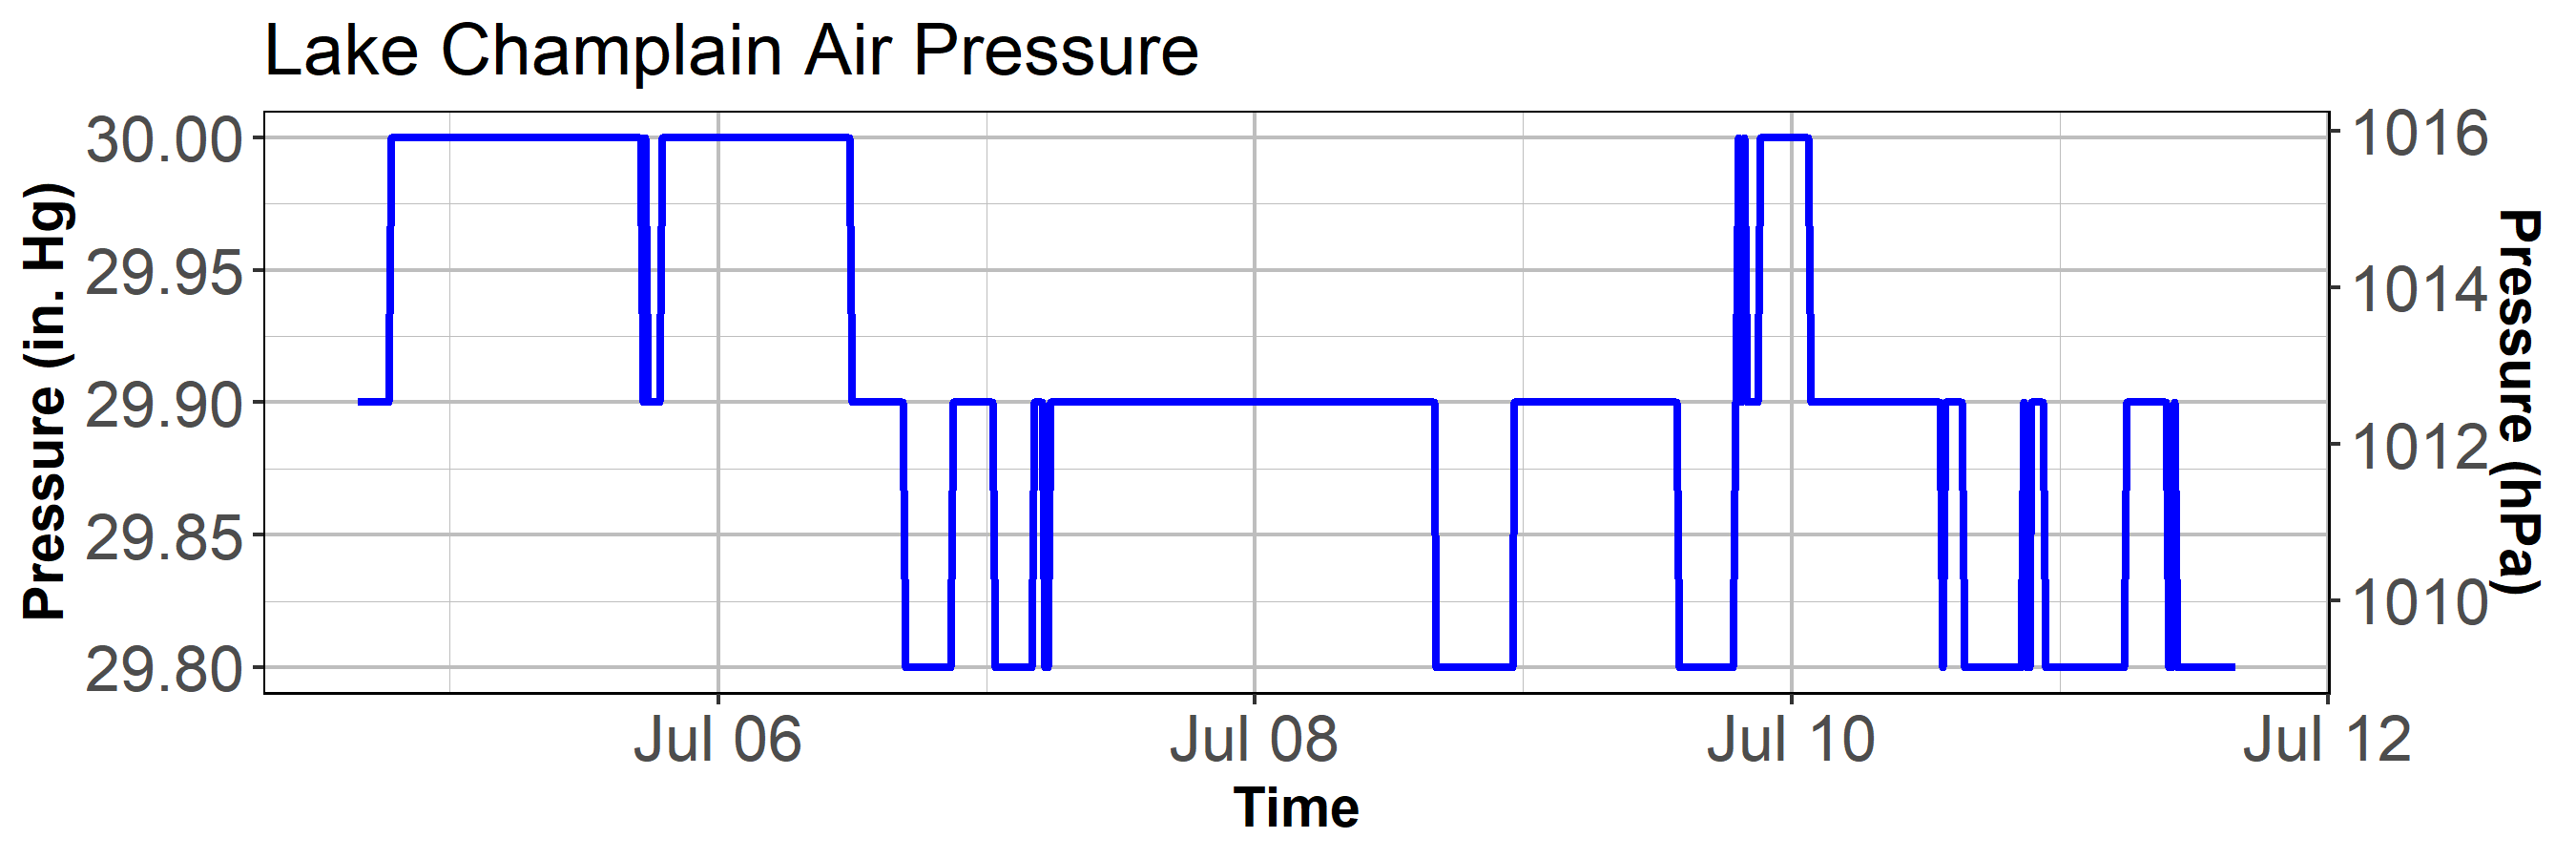 Lake Champlain Air Pressure
Pressure (in. Hg)
30.00
29.95
29.90
29.85
29.80
1016
1014
1012
1010
Pressure (hPa)
Jul 06
Jul 08
Jul 10
Jul 12
Time